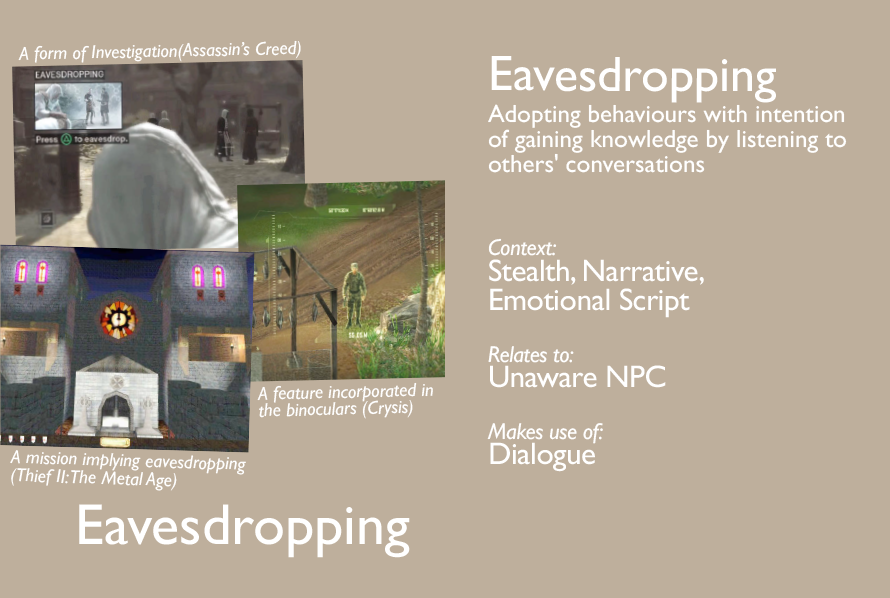 A form of Investigation(Assassin's Creed)
EAVESDROPPING
Press to eavesdrop.
A feature incorporated in
the binoculars (Crysis)
A mission implying eavesdropping
(Thief II:The Metal Age)
Eavesdropping
Eavesdropping
Adopting behaviours with intention
of gaining knowledge by listening to
others' conversations
Context:
Stealth, Narrative,
Emotional Script
Relates to:
Unaware NPC
Makes use of:
Dialogue